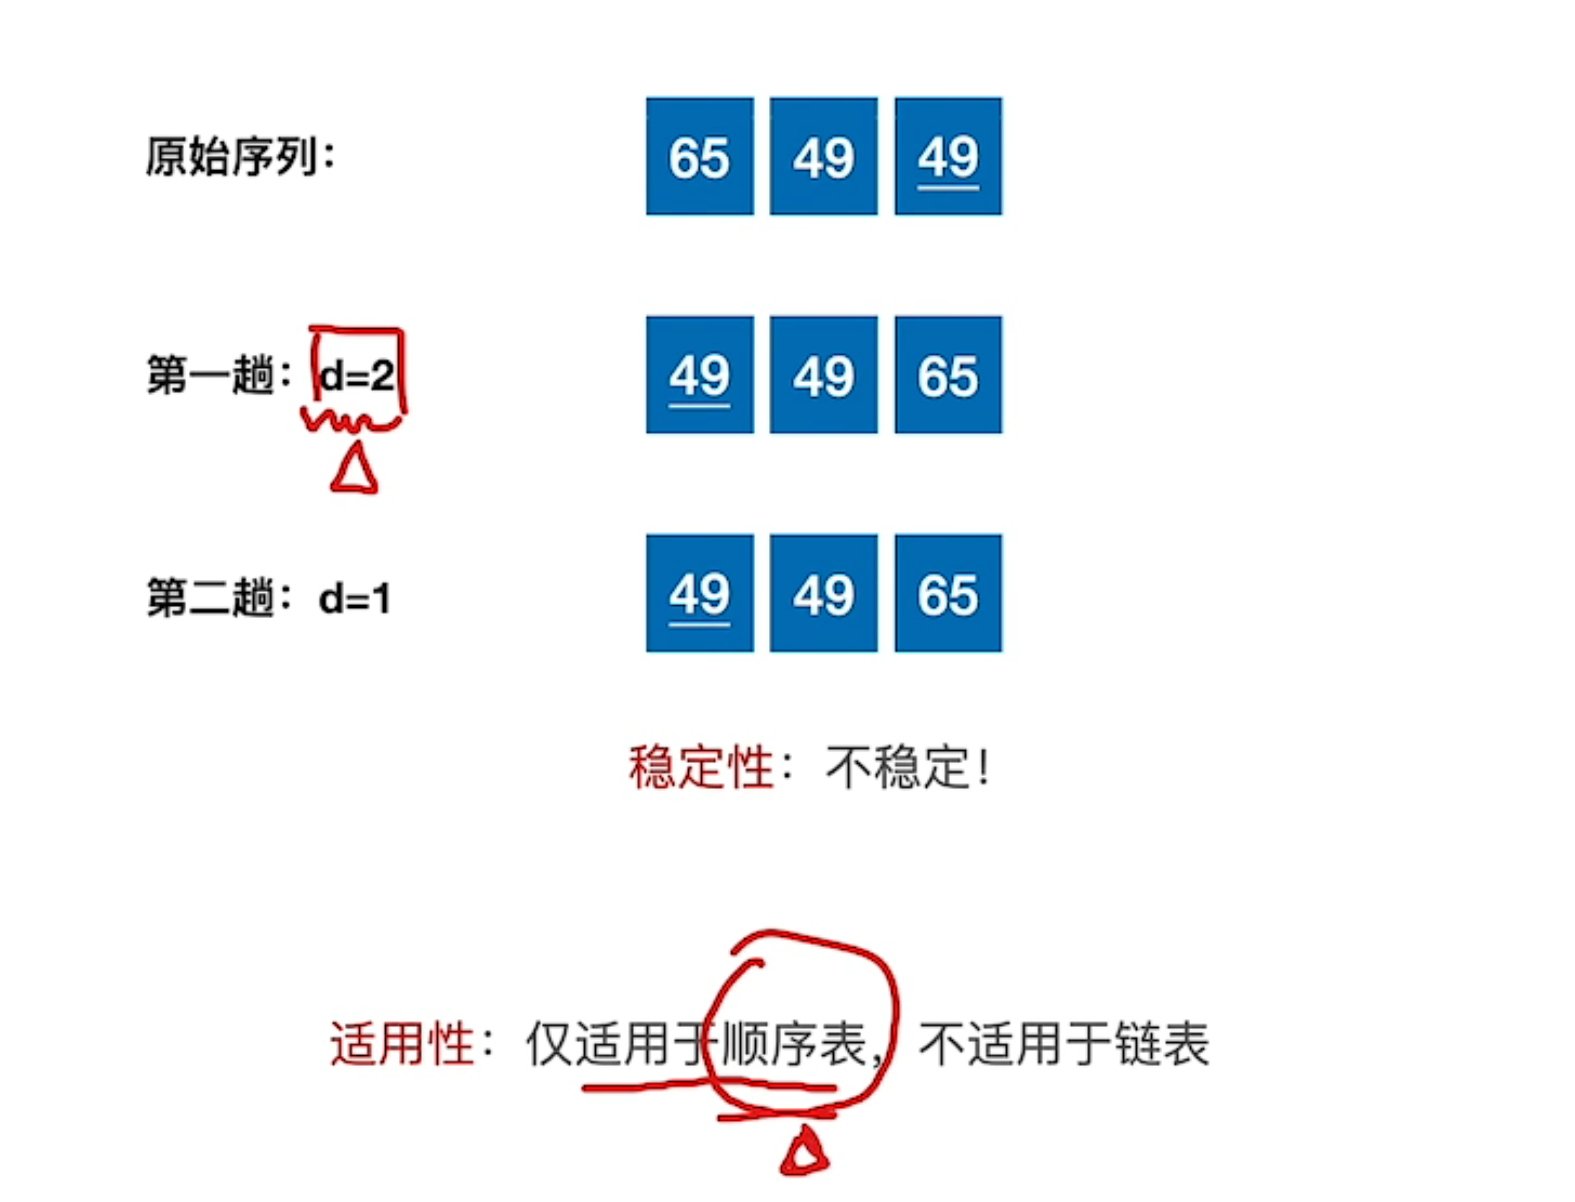 原始序列： 65 49 49
第一趟：d=2 49 49 65
第二趟：d=1 49 49 65
稳定性：不稳定！
适用性：仅适用于顺序表，不适用于链表